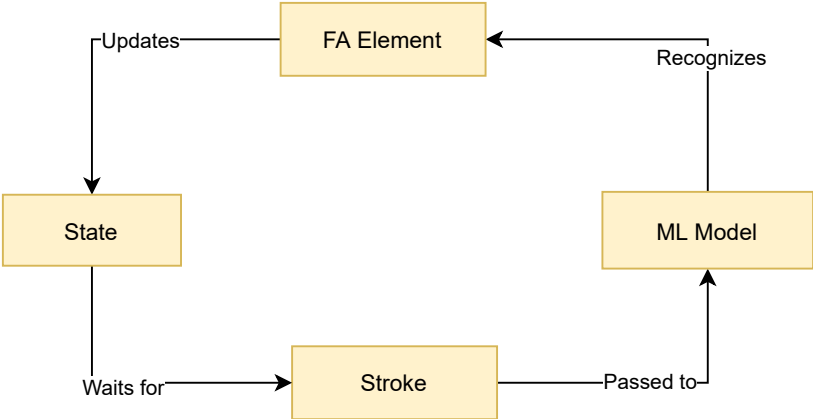 FA Element
Updates
Recognizes
State
ML Model
Stroke
Waits for
Passed to